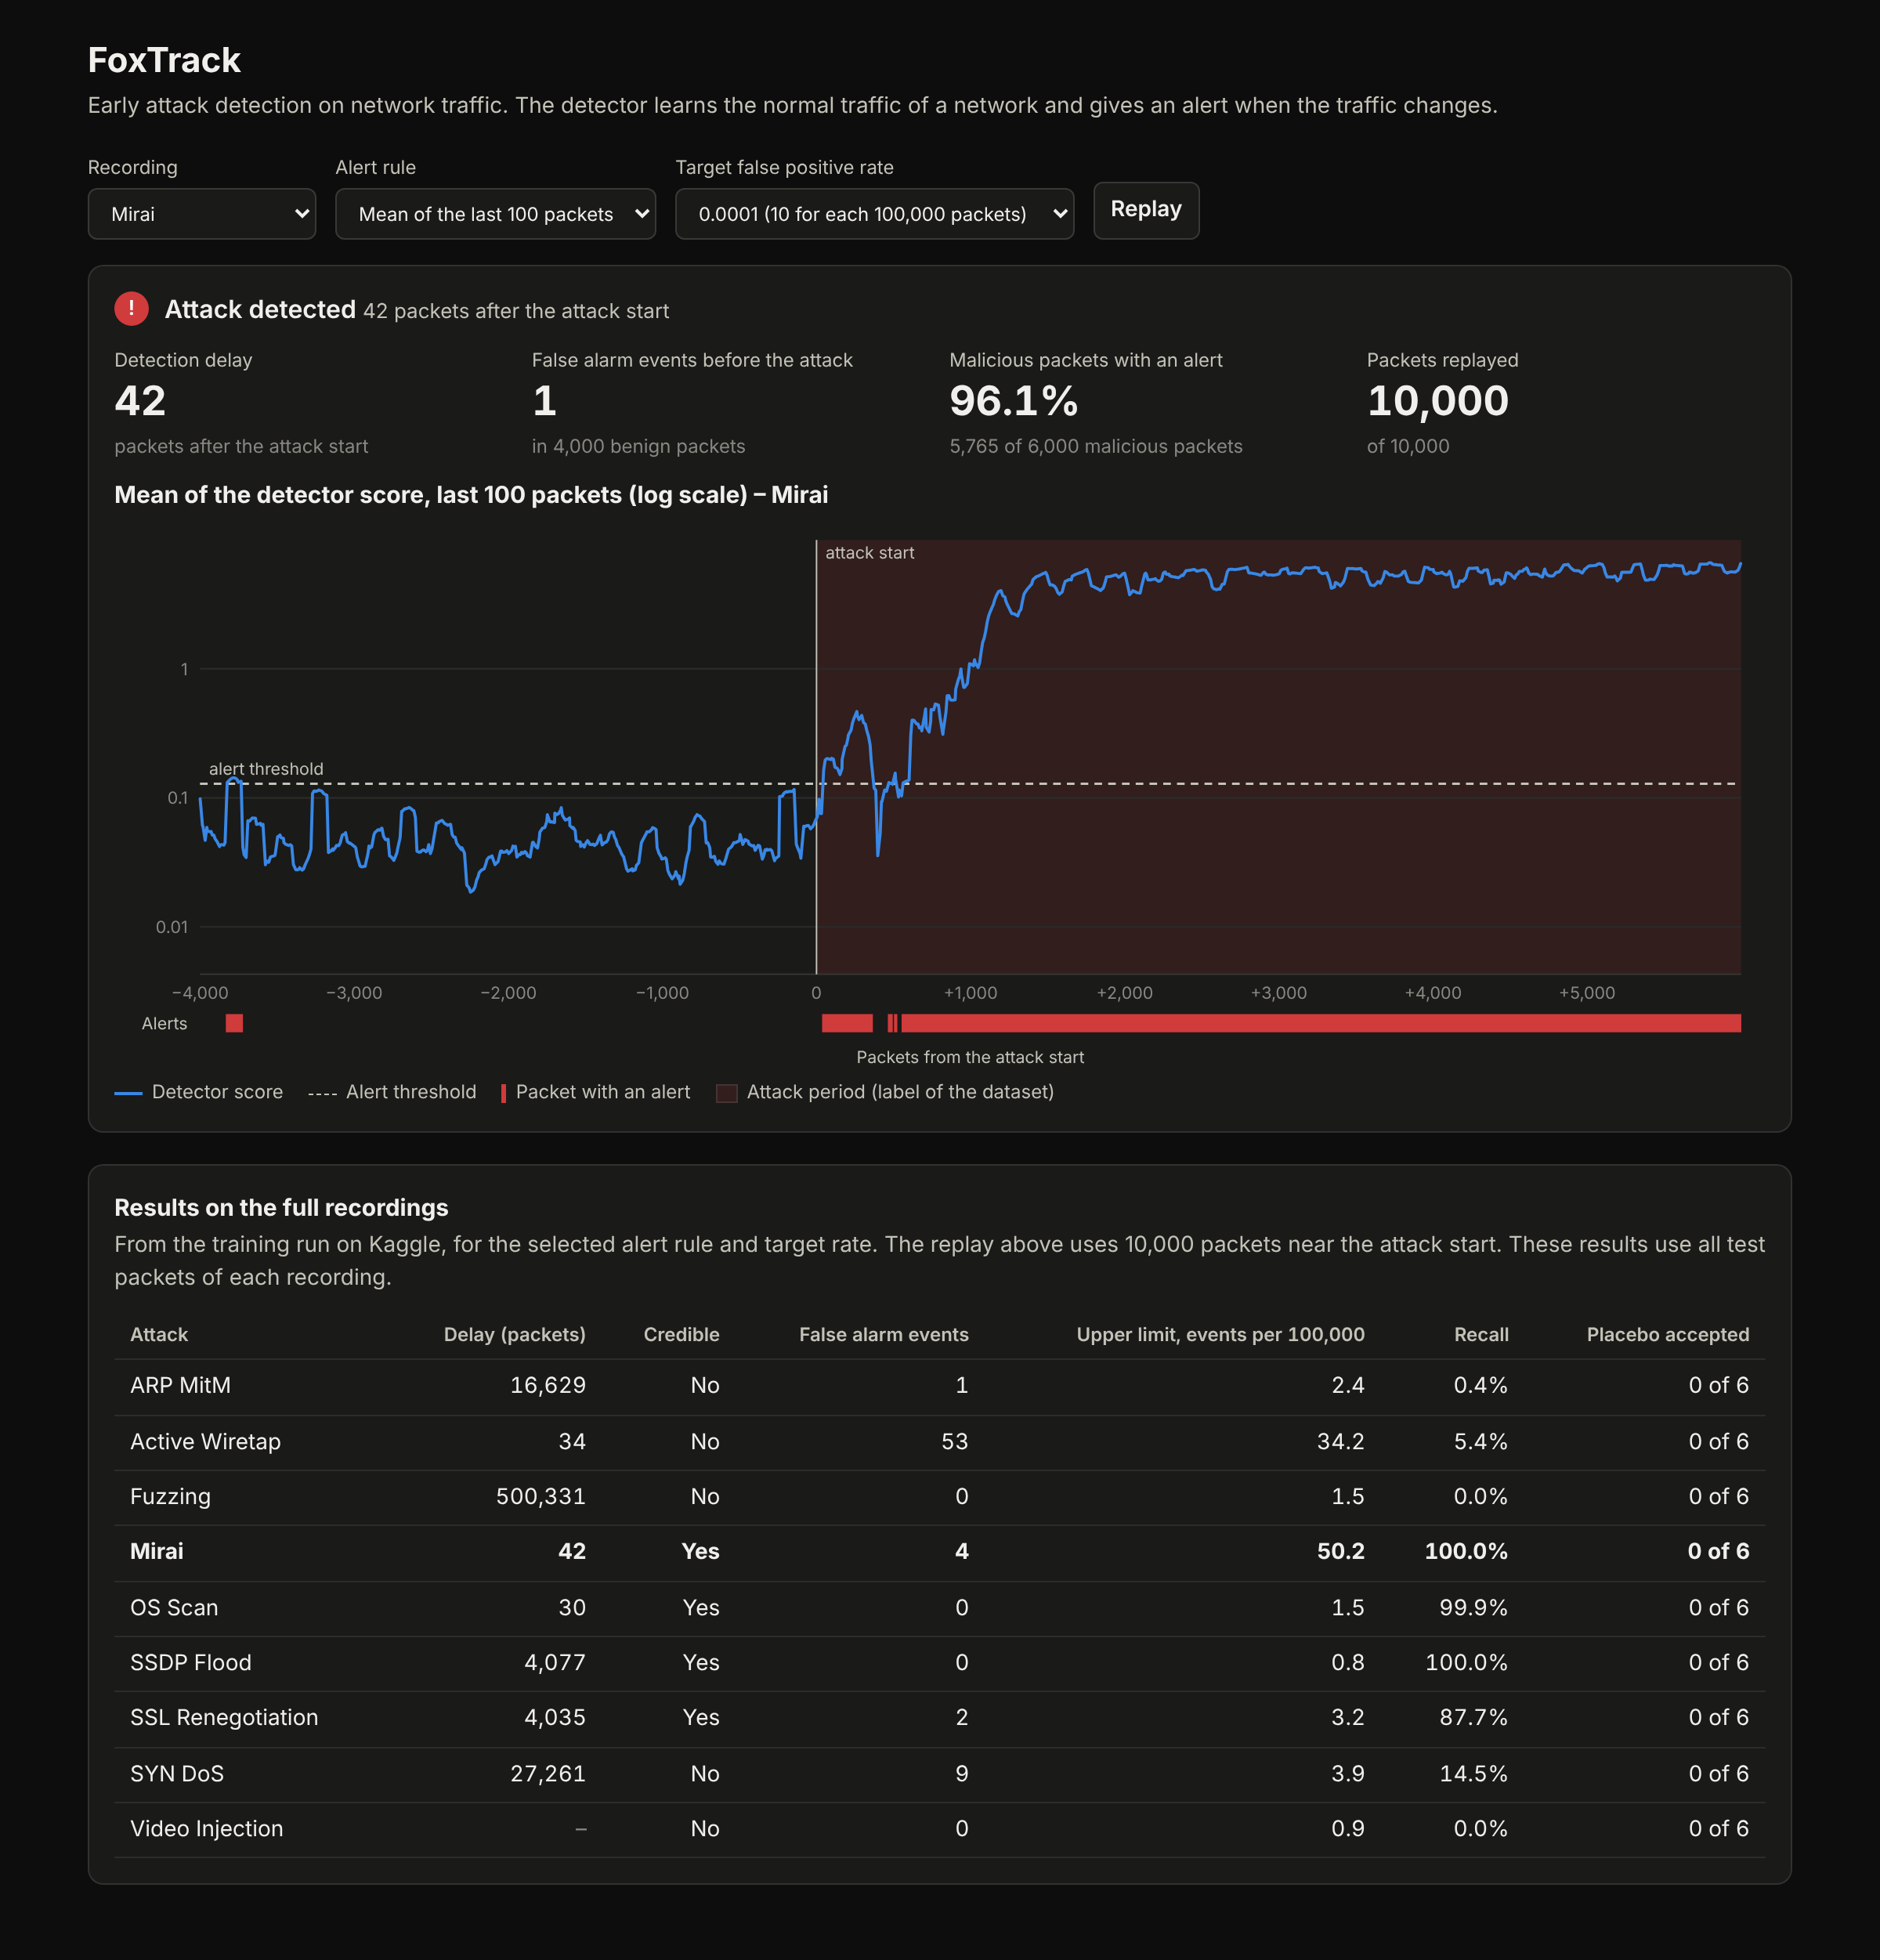 FoxTrack
Early attack detection on network traffic. The detector learns the normal traffic of a network and gives an alert when the traffic changes.
Recording Alert rule Target false positive rate
Mirai Mean of the last 100 packets 0.0001 (10 for each 100,000 packets) Replay
! Attack detected 42 packets after the attack start
Detection delay False alarm events before the attack Malicious packets with an alert Packets replayed
42 1 96.1% 10,000
packets after the attack start in 4,000 benign packets 5,765 of 6,000 malicious packets of 10,000
Mean of the detector score, last 100 packets (log scale) – Mirai
attack start
1
alert threshold
0.1
0.01
−4,000 −3,000 −2,000 −1,000 0 +1,000 +2,000 +3,000 +4,000 +5,000
Alerts
Packets from the attack start
Detector score Alert threshold Packet with an alert Attack period (label of the dataset)
Results on the full recordings
From the training run on Kaggle, for the selected alert rule and target rate. The replay above uses 10,000 packets near the attack start. These results use all test
packets of each recording.
Attack Delay (packets) Credible False alarm events Upper limit, events per 100,000 Recall Placebo accepted
ARP MitM 16,629 No 1 2.4 0.4% 0 of 6
Active Wiretap 34 No 53 34.2 5.4% 0 of 6
Fuzzing 500,331 No 0 1.5 0.0% 0 of 6
Mirai 42 Yes 4 50.2 100.0% 0 of 6
OS Scan 30 Yes 0 1.5 99.9% 0 of 6
SSDP Flood 4,077 Yes 0 0.8 100.0% 0 of 6
SSL Renegotiation 4,035 Yes 2 3.2 87.7% 0 of 6
SYN DoS 27,261 No 9 3.9 14.5% 0 of 6
Video Injection – No 0 0.9 0.0% 0 of 6